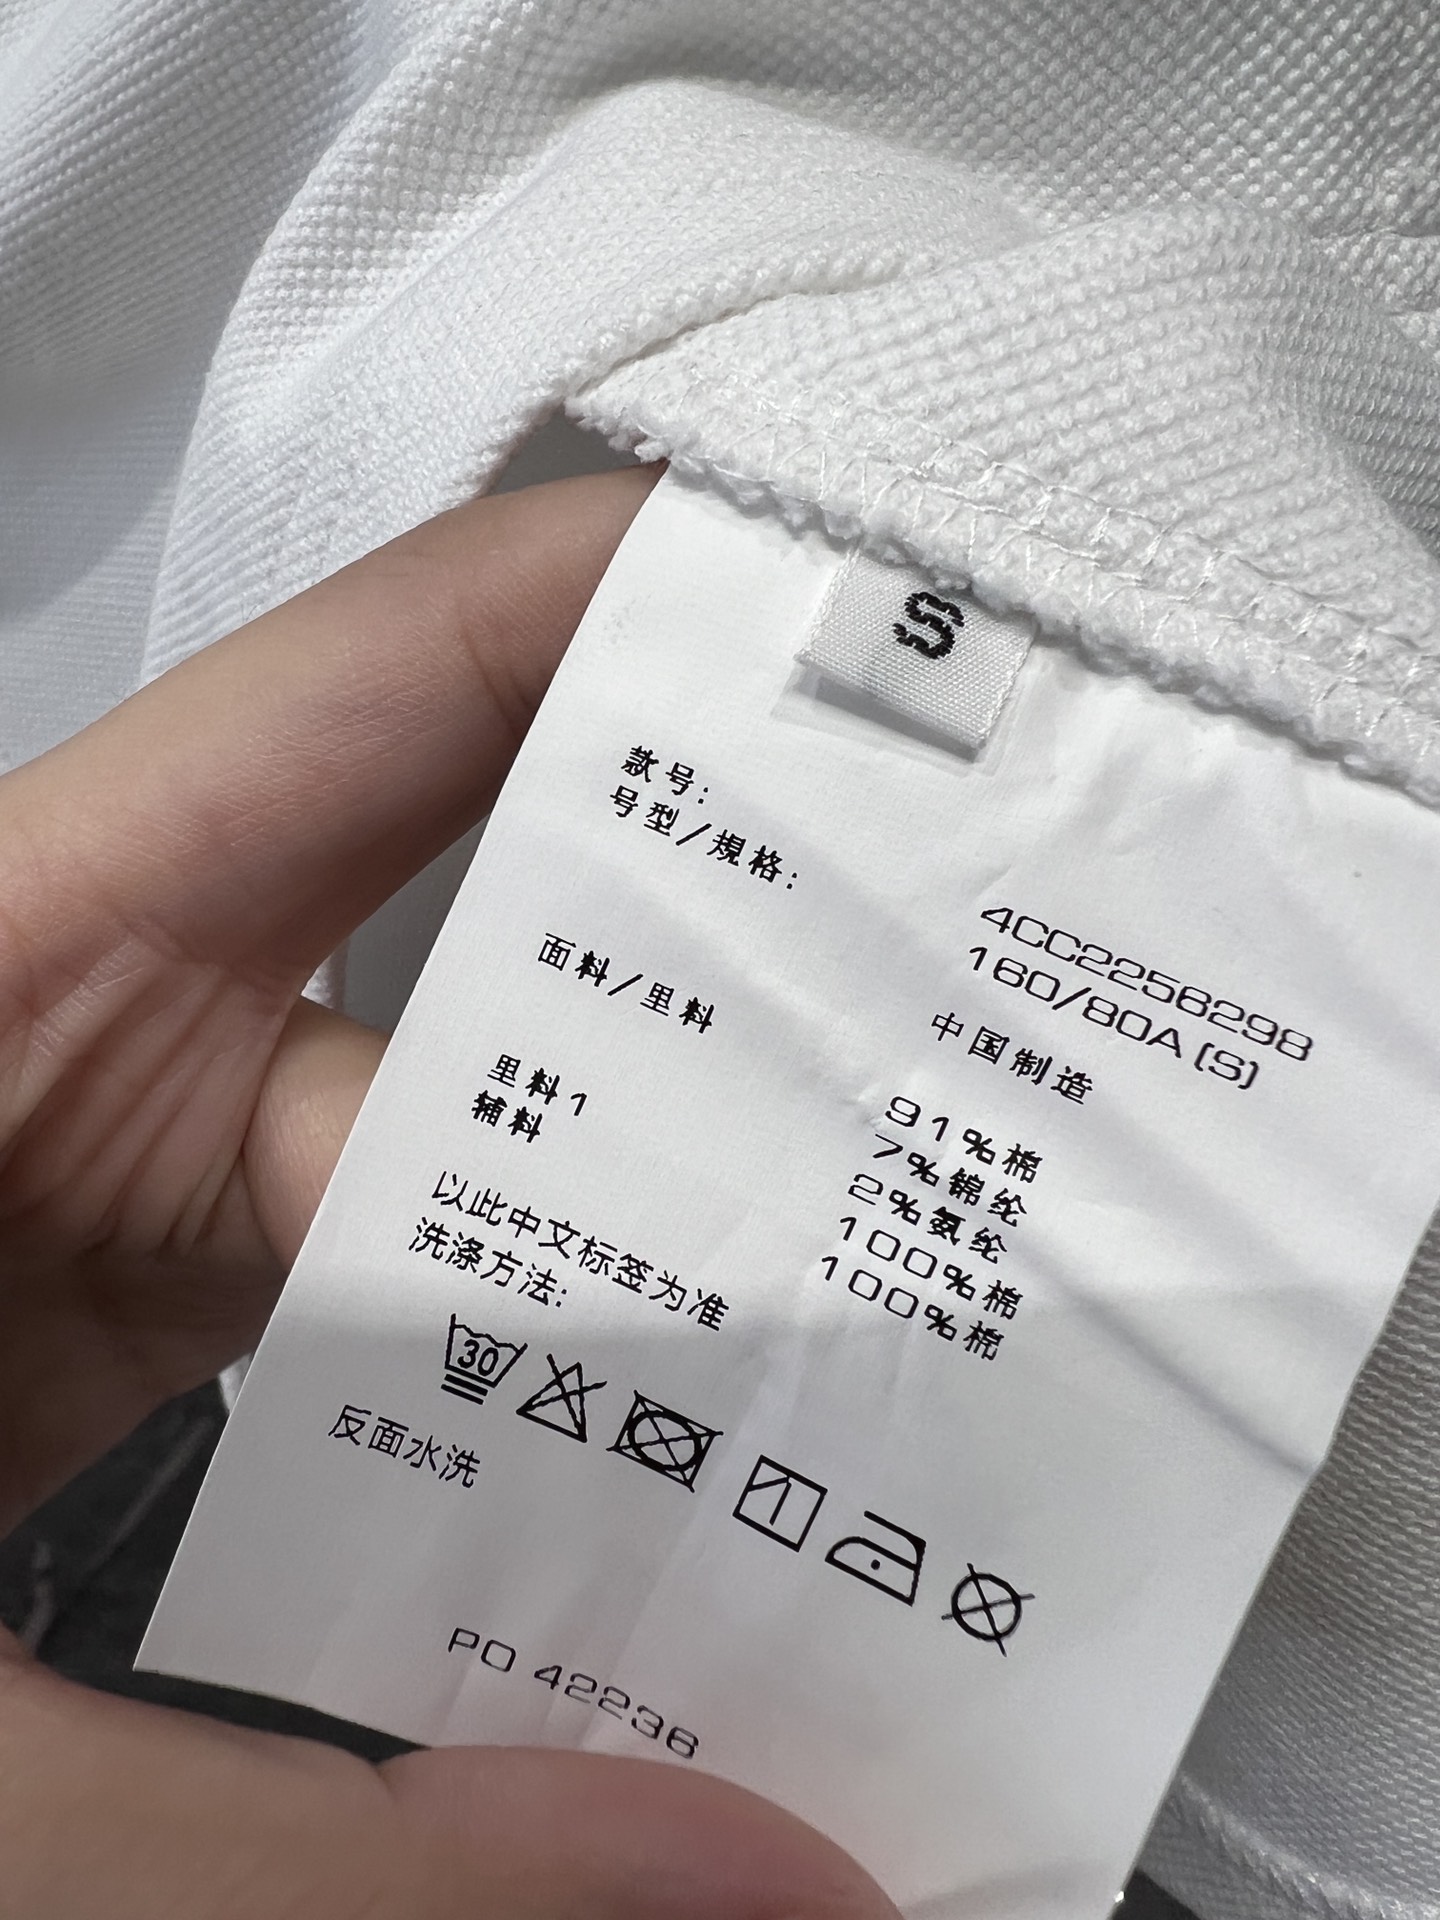 S
款号: 4CC2256298
号型/規格: 160/80A (S)
中国制造
面料/里料 91%棉
7%锦纶
2%氨纶
里料1 100%棉
辅料 100%棉
以此中文标签为准
洗涤方法:
30
反面水洗
PO 42236